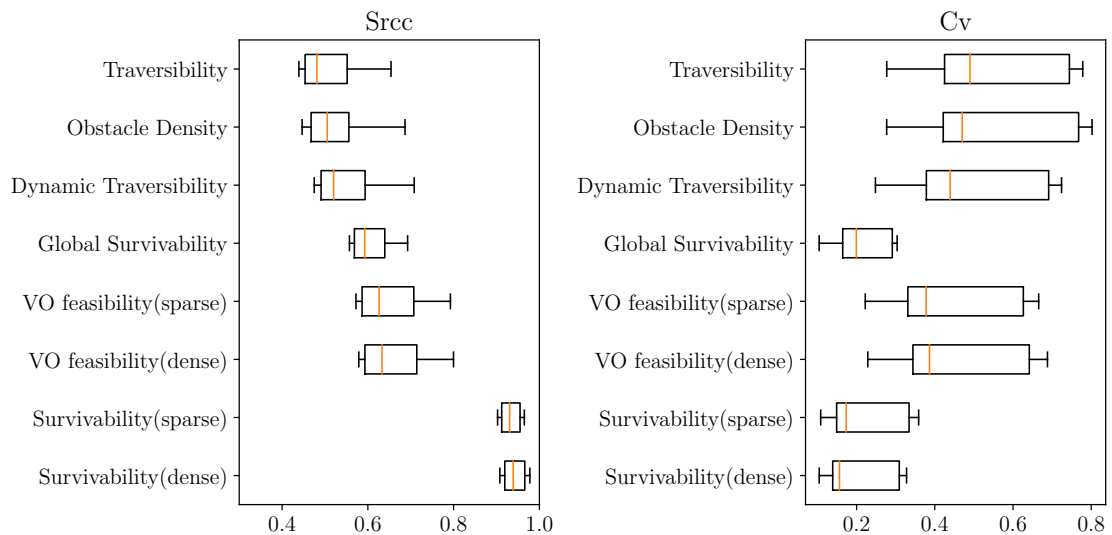 Srcc
Traversibility
Obstacle Density
Dynamic Traversibility
Global Survivability
VO feasibility(sparse)
VO feasibility(dense)
Survivability(sparse)
Survivability(dense)
0.4 0.6 0.8 1.0
Cv
Traversibility
Obstacle Density
Dynamic Traversibility
Global Survivability
VO feasibility(sparse)
VO feasibility(dense)
Survivability(sparse)
Survivability(dense)
0.2 0.4 0.6 0.8